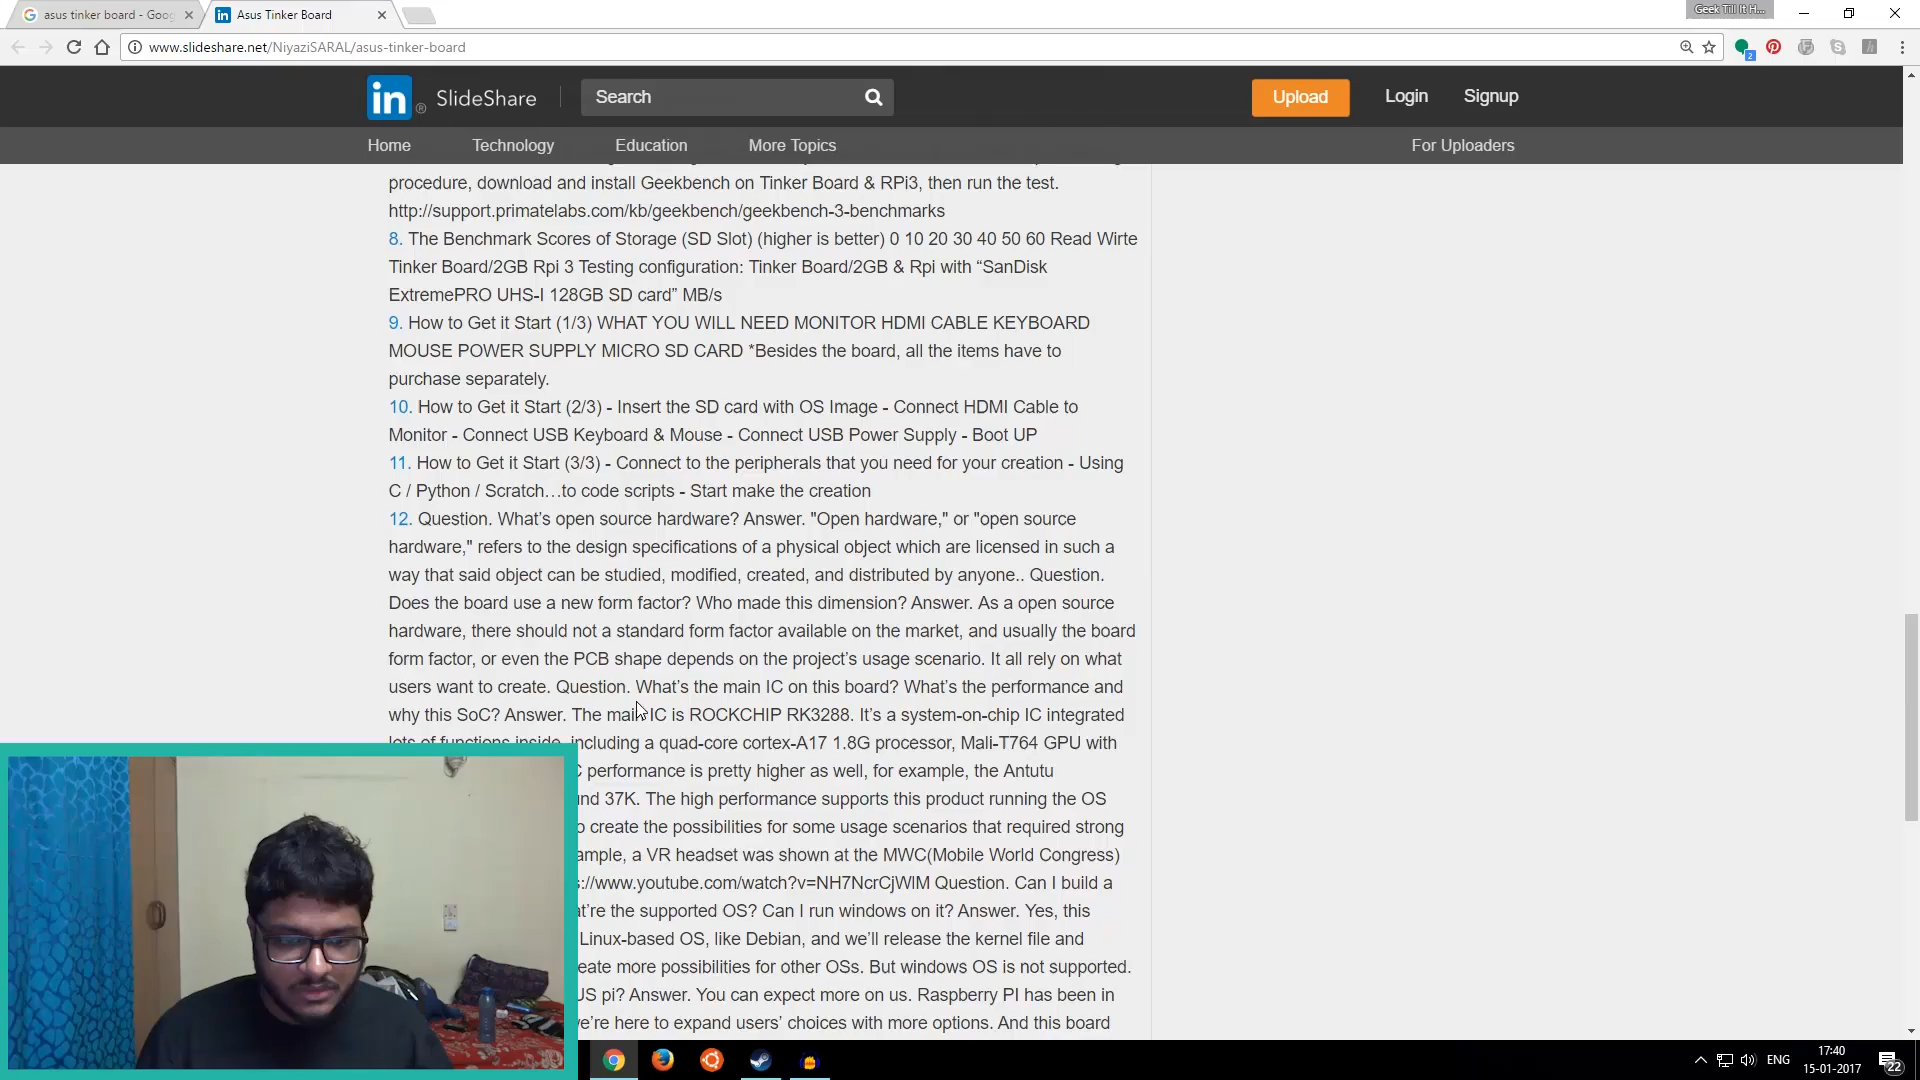 asus tinker board - Goo
Asus Tinker Board
Geek Till It H...
www.slideshare.net/NiyaziSARAL/asus-tinker-board
2
in ® SlideShare
Search
Upload
Login
Signup
Home
Technology
Education
More Topics
For Uploaders
procedure, download and install Geekbench on Tinker Board & RPi3, then run the test.
http://support.primatelabs.com/kb/geekbench/geekbench-3-benchmarks
8. The Benchmark Scores of Storage (SD Slot) (higher is better) 0 10 20 30 40 50 60 Read Wirte
Tinker Board/2GB Rpi 3 Testing configuration: Tinker Board/2GB & Rpi with “SanDisk
ExtremePRO UHS-I 128GB SD card” MB/s
9. How to Get it Start (1/3) WHAT YOU WILL NEED MONITOR HDMI CABLE KEYBOARD
MOUSE POWER SUPPLY MICRO SD CARD *Besides the board, all the items have to
purchase separately.
10. How to Get it Start (2/3) - Insert the SD card with OS Image - Connect HDMI Cable to
Monitor - Connect USB Keyboard & Mouse - Connect USB Power Supply - Boot UP
11. How to Get it Start (3/3) - Connect to the peripherals that you need for your creation - Using
C / Python / Scratch…to code scripts - Start make the creation
12. Question. What’s open source hardware? Answer. "Open hardware," or "open source
hardware," refers to the design specifications of a physical object which are licensed in such a
way that said object can be studied, modified, created, and distributed by anyone.. Question.
Does the board use a new form factor? Who made this dimension? Answer. As a open source
hardware, there should not a standard form factor available on the market, and usually the board
form factor, or even the PCB shape depends on the project’s usage scenario. It all rely on what
users want to create. Question. What’s the main IC on this board? What’s the performance and
why this SoC? Answer. The main IC is ROCKCHIP RK3288. It’s a system-on-chip IC integrated
lots of functions inside, including a quad-core cortex-A17 1.8G processor, Mali-T764 GPU with
performance is pretty higher as well, for example, the Antutu
37K. The high performance supports this product running the OS
create the possibilities for some usage scenarios that required strong
a VR headset was shown at the MWC(Mobile World Congress)
://www.youtube.com/watch?v=NH7NcrCjWlM Question. Can I build a
the supported OS? Can I run windows on it? Answer. Yes, this
Linux-based OS, like Debian, and we’ll release the kernel file and
more possibilities for other OSs. But windows OS is not supported.
pi? Answer. You can expect more on us. Raspberry PI has been in
here to expand users’ choices with more options. And this board
ENG
17:40
15-01-2017
22